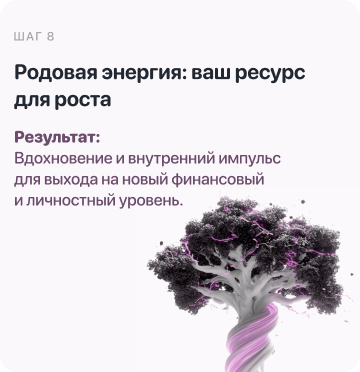 ШАГ 8
Родовая энергия: ваш ресурс
для роста
Результат:
Вдохновение и внутренний импульс
для выхода на новый финансовый
и личностный уровень.